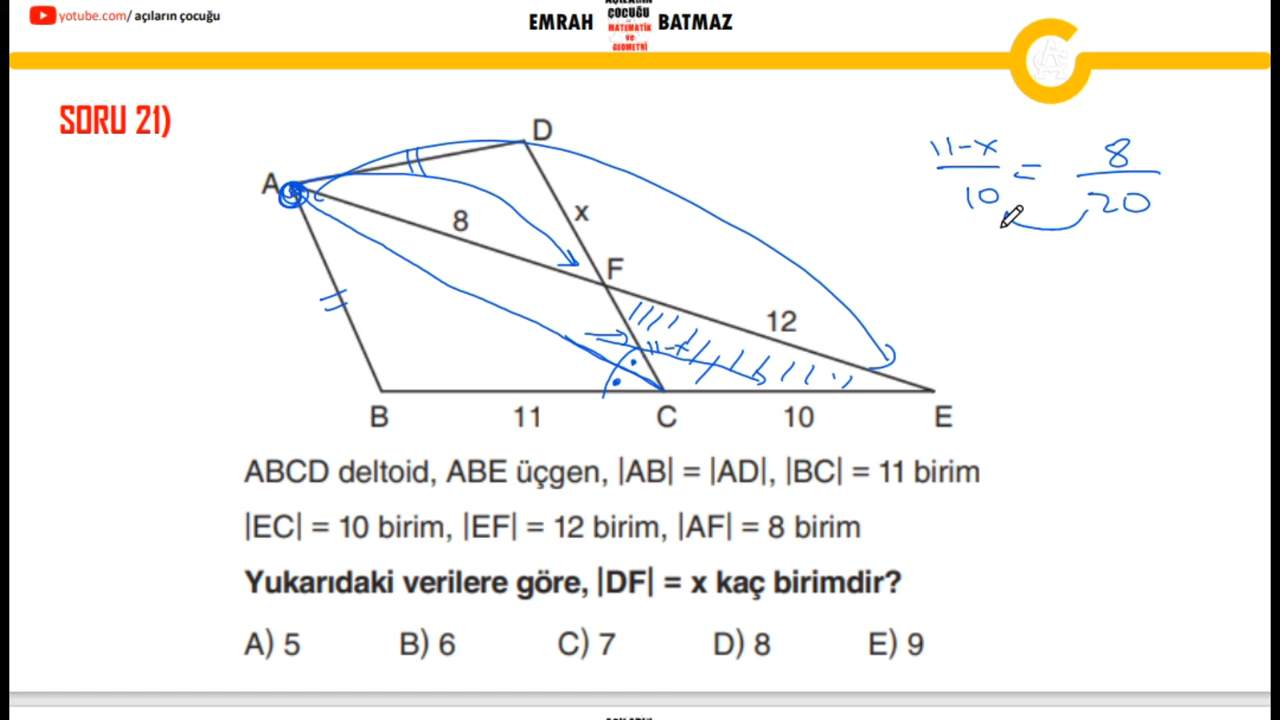 yotube.com/ açıların çocuğu
EMRAH
AÇILARIN
ÇOCUĞU
MATEMATİK
ve
GEOMETRİ
BATMAZ
SORU 21)
11-x
10
=
8
20
D
A
8
x
F
12
11-x
B
11
C
10
E
ABCD deltoid, ABE üçgen, |AB| = |AD|, |BC| = 11 birim
|EC| = 10 birim, |EF| = 12 birim, |AF| = 8 birim
Yukarıdaki verilere göre, |DF| = x kaç birimdir?
A) 5 B) 6 C) 7 D) 8 E) 9